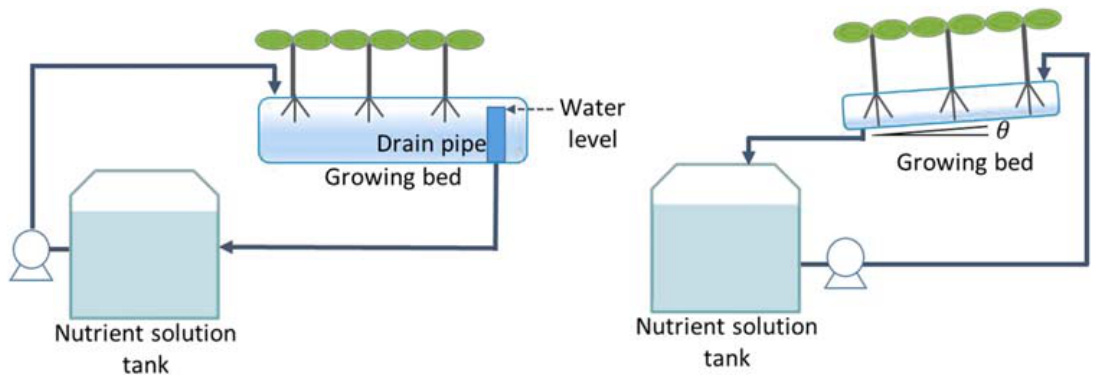 Water
level
Drain pipe
Growing bed
Nutrient solution
tank
θ
Growing bed
Nutrient solution
tank